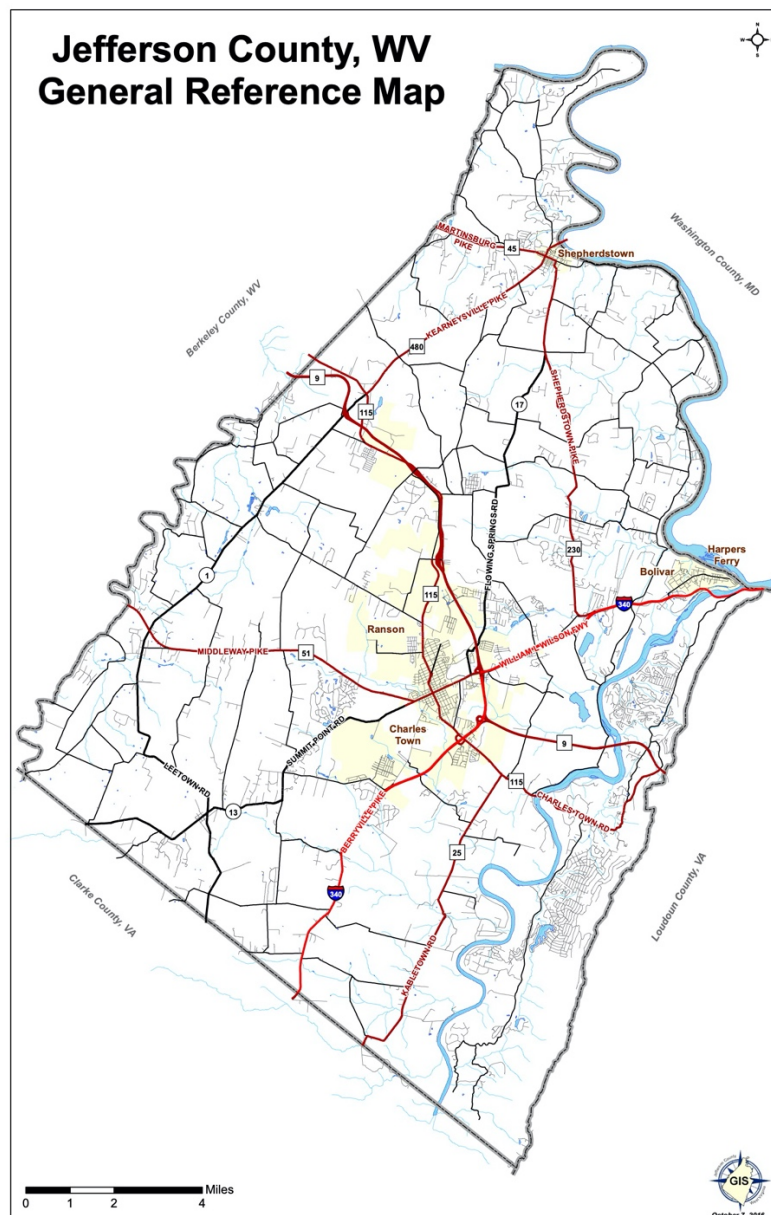 Jefferson County, WV
General Reference Map
N
W
E
S
Washington County, MD
MARTINSBURG
PIKE
45
Shepherdstown
Berkeley County, WV
KEARNEYSVILLE PIKE
480
9
115
17
SHEPHERDSTOWN PIKE
FLOWING SPRINGS RD
230
Harpers
Ferry
Bolivar
1
115
340
Ranson
WILLIAM L WILSON FWY
MIDDLEWAY PIKE
51
Charles
Town
SUMMIT POINT RD
9
LEETOWN RD
115
CHARLES TOWN RD
13
BERRYVILLE PIKE
25
340
Clarke County, VA
Loudoun County, VA
KABLETOWN RD
Miles
0 1 2 4
GIS